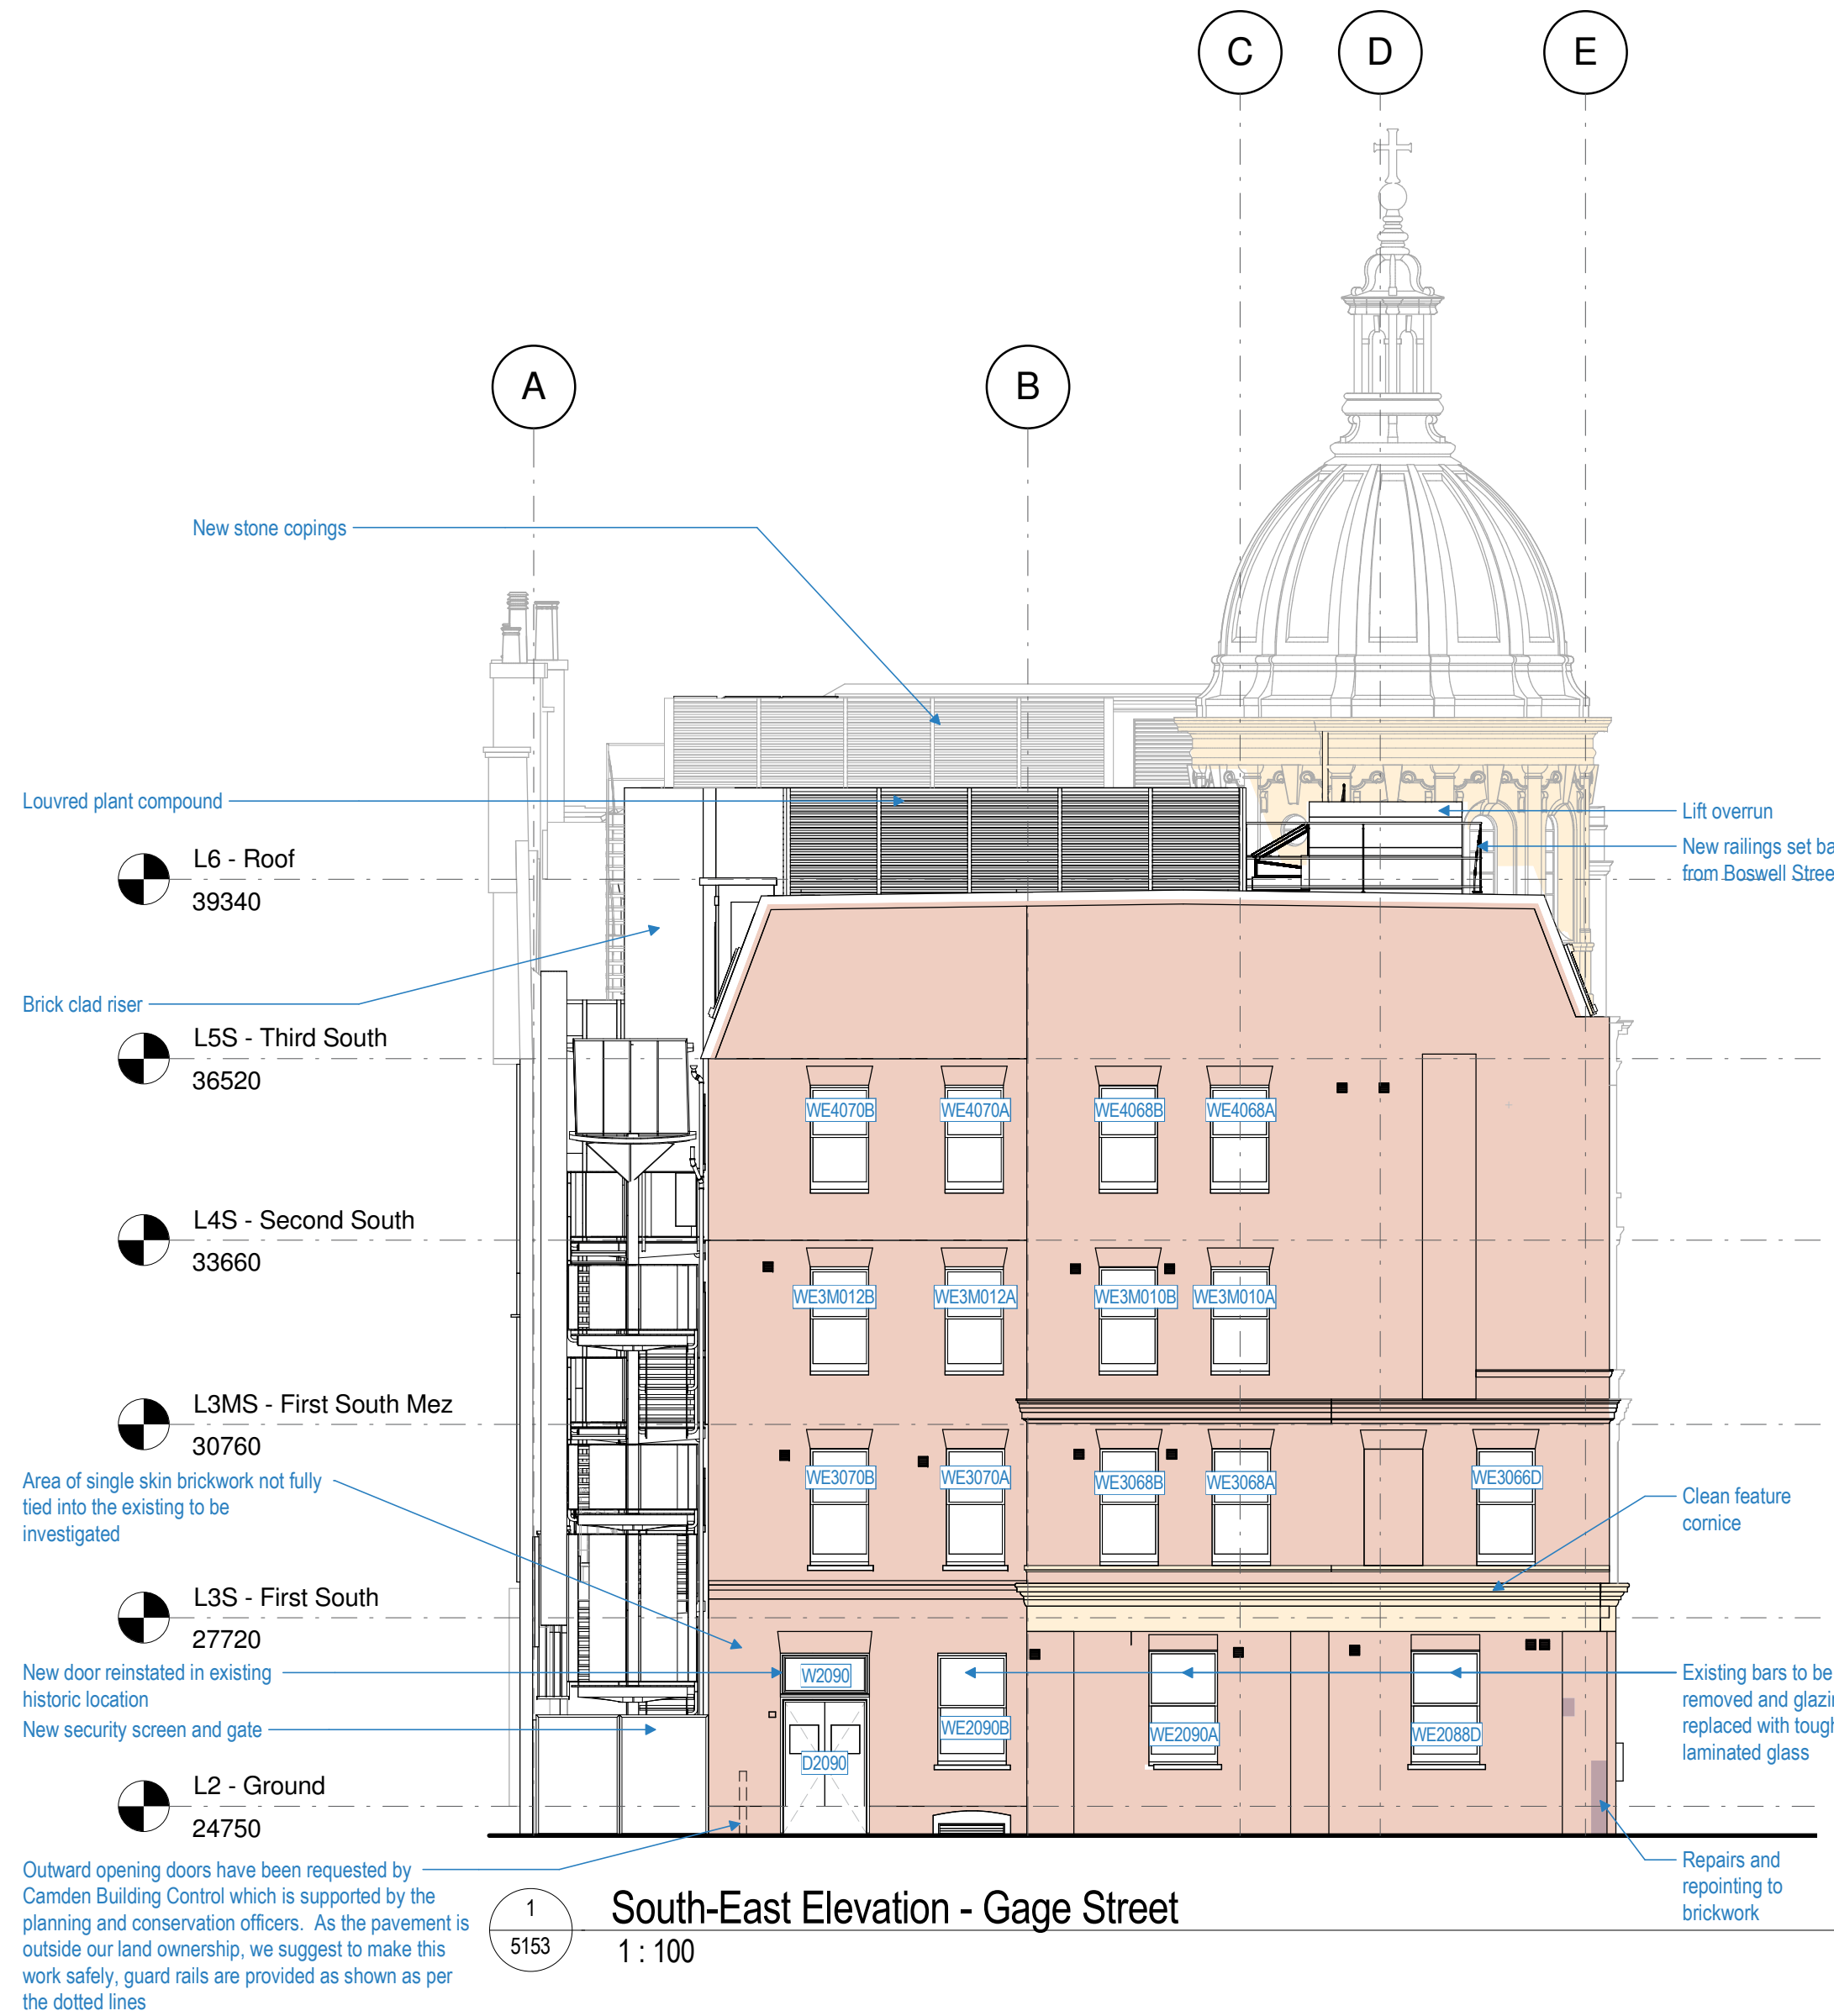 C D E
A B
New stone copings
Louvred plant compound
Lift overrun
New railings set ba
from Boswell Stree
L6 - Roof
39340
Brick clad riser
L5S - Third South
36520
WE4070B WE4070A WE4068B WE4068A
L4S - Second South
33660
WE3M012B WE3M012A WE3M010B WE3M010A
L3MS - First South Mez
30760
Area of single skin brickwork not fully
tied into the existing to be
investigated
WE3070B WE3070A WE3068B WE3068A WE3066D
Clean feature
cornice
L3S - First South
27720
New door reinstated in existing
historic location
W2090
Existing bars to be
removed and glazin
replaced with tough
laminated glass
New security screen and gate
WE2090B WE2090A WE2088D
D2090
L2 - Ground
24750
Outward opening doors have been requested by
Camden Building Control which is supported by the
planning and conservation officers. As the pavement is
outside our land ownership, we suggest to make this
work safely, guard rails are provided as shown as per
the dotted lines
Repairs and
repointing to
brickwork
1
5153
South-East Elevation - Gage Street
1 : 100